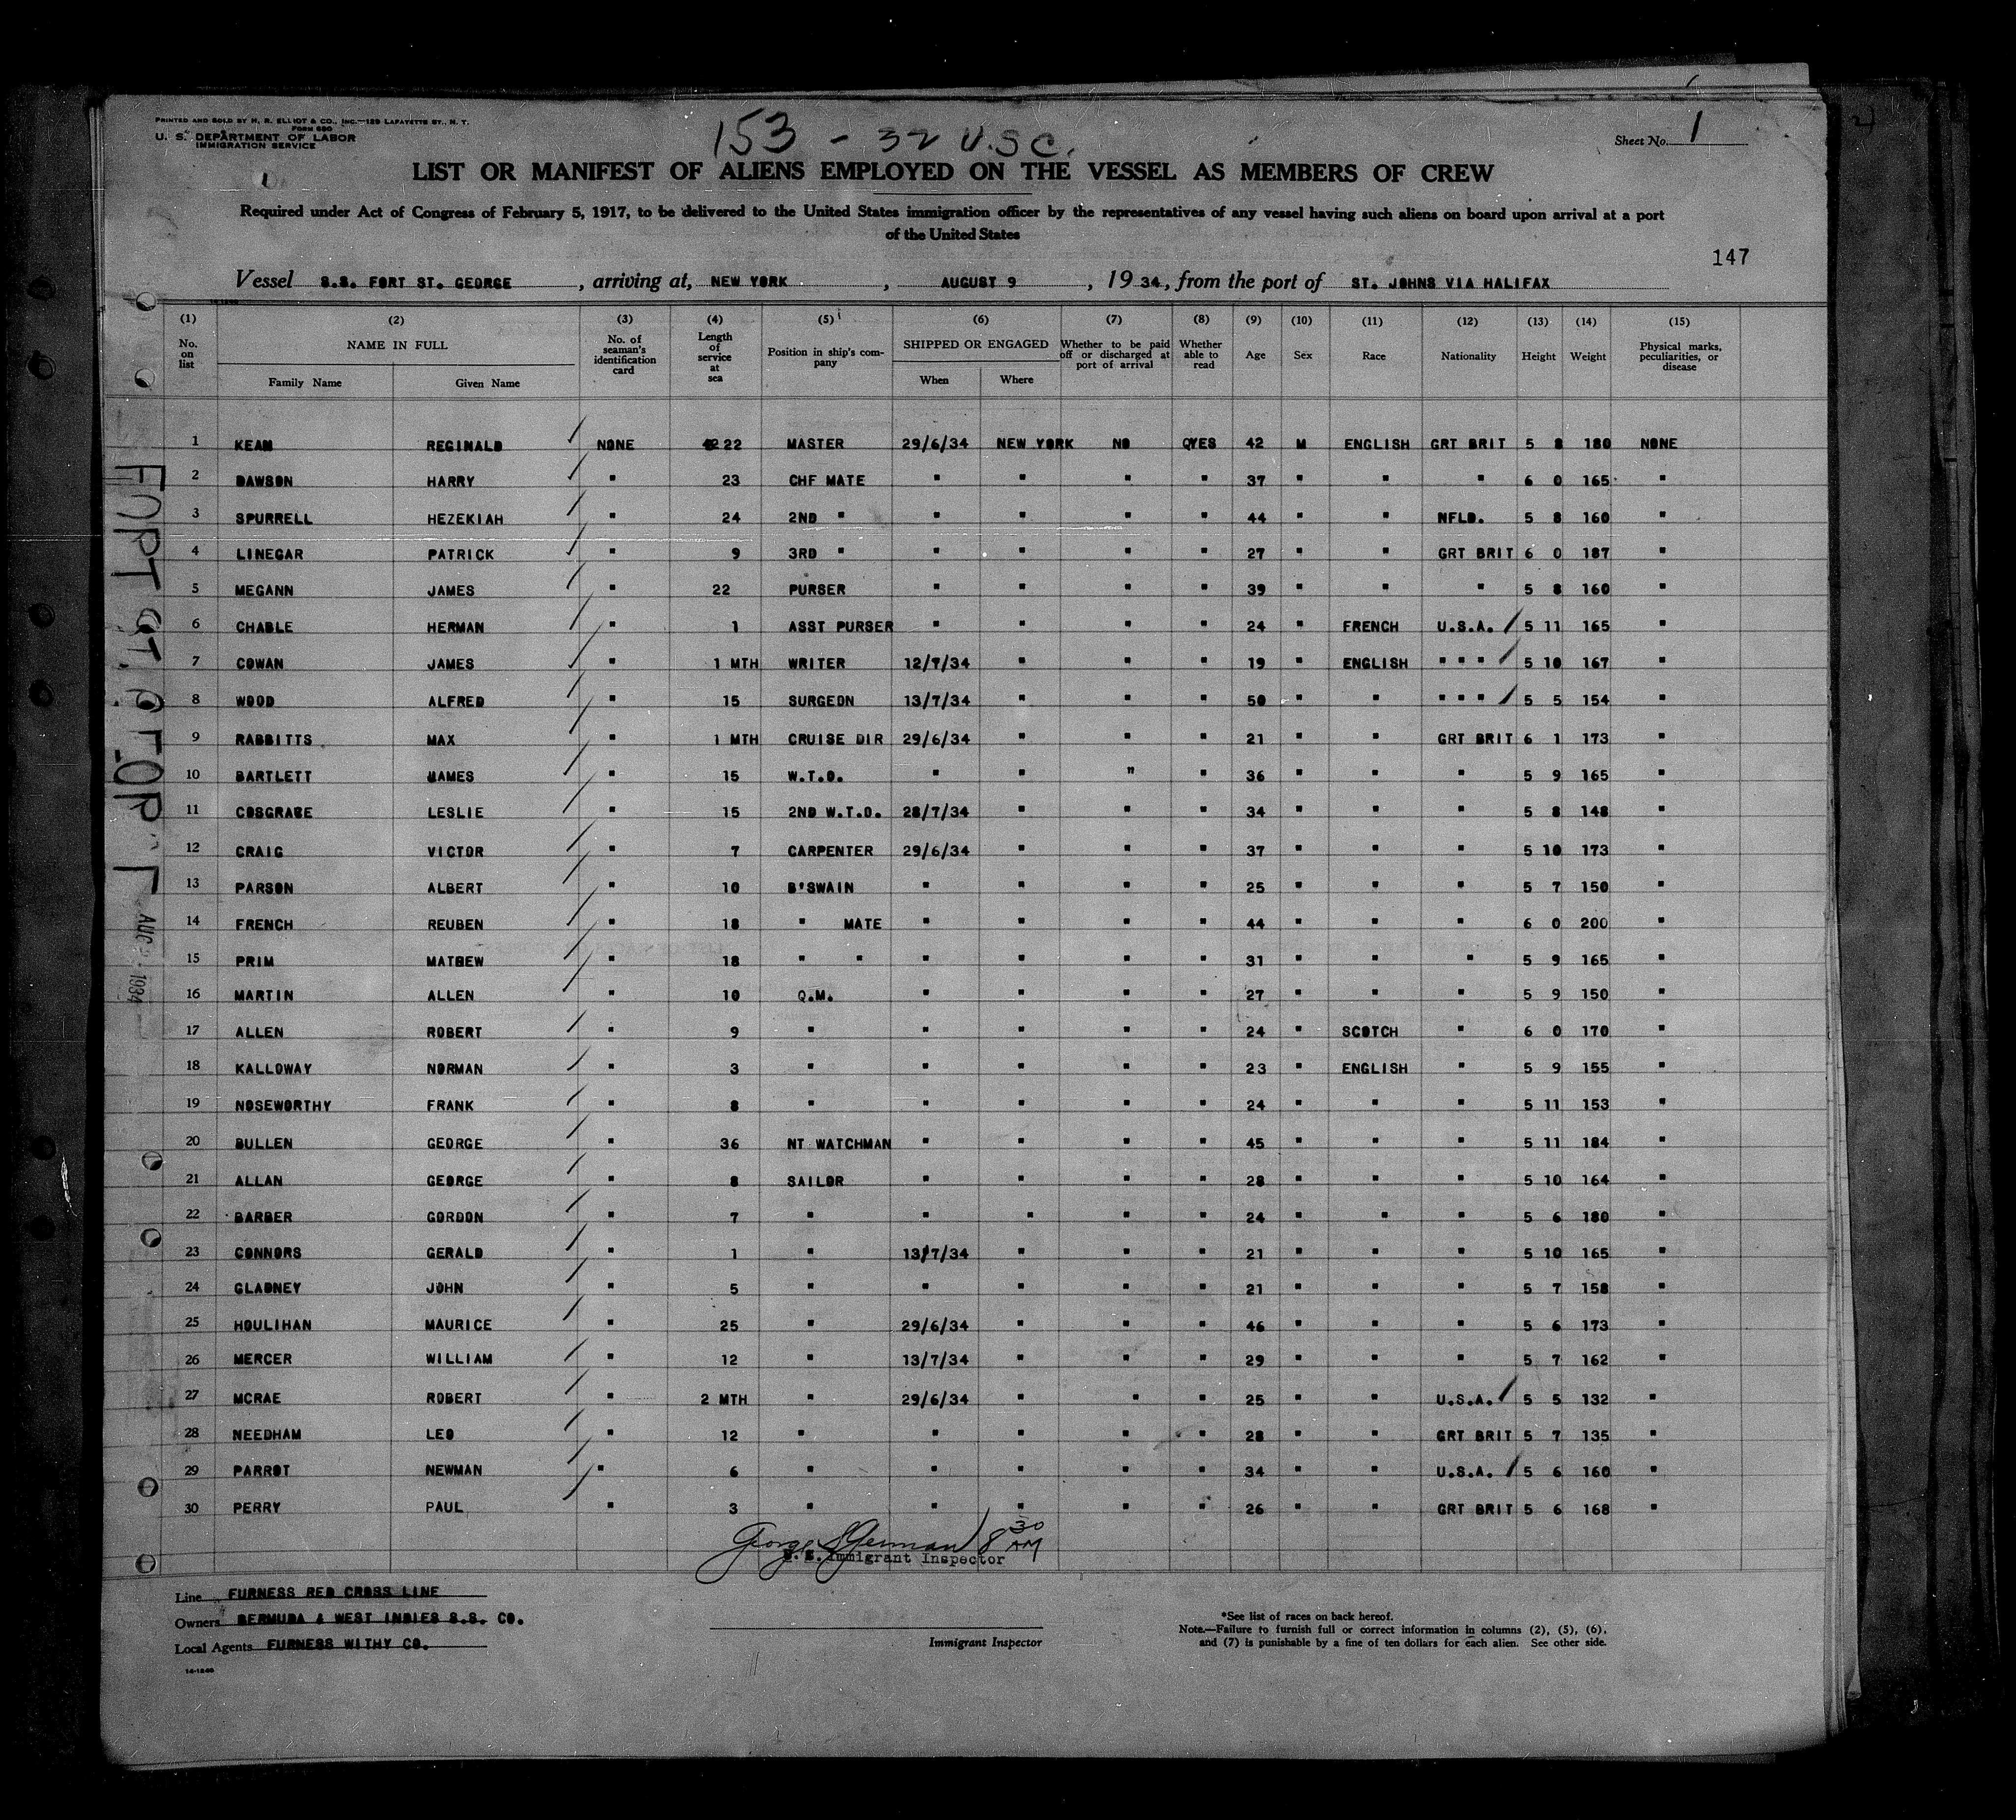 PRINTED AND SOLD BY H. R. ELLIOT & CO., INC.—129 LAFAYETTE ST., N. Y.
FORM 680
U. S. DEPARTMENT OF LABOR
IMMIGRATION SERVICE
153 - 32 U.S.C.
Sheet No. 1
LIST OR MANIFEST OF ALIENS EMPLOYED ON THE VESSEL AS MEMBERS OF CREW
1
Required under Act of Congress of February 5, 1917, to be delivered to the United States immigration officer by the representatives of any vessel having such aliens on board upon arrival at a port
of the United States
147
Vessel S.S. FORT ST. GEORGE , arriving at, NEW YORK , AUGUST 9 , 19 34, from the port of ST. JOHNS VIA HALIFAX
(1) (2) (3) (4) (5) (6) (7) (8) (9) (10) (11) (12) (13) (14) (15)
No. on list NAME IN FULL Family Name Given Name No. of seaman's identification card Length of service at sea Position in ship's company SHIPPED OR ENGAGED When Where Whether to be paid off or discharged at port of arrival Whether able to read Age Sex Race Nationality Height Weight Physical marks, peculiarities, or disease
1 KEAM REGINALD NONE 22 MASTER 29/6/34 NEW YORK NO QYES 42 M ENGLISH GRT BRIT 5 8 180 NONE
2 DAWSON HARRY " 23 CHF MATE " " " " 37 " " " 6 0 165 "
3 SPURRELL HEZEKIAH " 24 2ND " " " " " 44 " " NFLD. 5 8 160 "
4 LINEGAR PATRICK " 9 3RD " " " " " 27 " " GRT BRIT 6 0 187 "
5 MEGANN JAMES " 22 PURSER " " " " 39 " " " 5 8 160 "
6 CHABLE HERMAN " 1 ASST PURSER " " " " 24 " FRENCH U.S.A. 5 11 165 "
7 COWAN JAMES " 1 MTH WRITER 12/7/34 " " " 19 " ENGLISH " " " 5 10 167 "
8 WOOD ALFRED " 15 SURGEON 13/7/34 " " " 50 " " " " " 5 5 154 "
9 RABBITTS MAX " 1 MTH CRUISE DIR 29/6/34 " " " 21 " " GRT BRIT 6 1 173 "
10 BARTLETT JAMES " 15 W.T.O. " " " " 36 " " " 5 9 165 "
11 COSGRAGE LESLIE " 15 2ND W.T.O. 28/7/34 " " " 34 " " " 5 8 148 "
12 CRAIG VICTOR " 7 CARPENTER 29/6/34 " " " 37 " " " 5 10 173 "
13 PARSON ALBERT " 10 B'SWAIN " " " " 25 " " " 5 7 150 "
14 FRENCH REUBEN " 18 " MATE " " " " 44 " " " 6 0 200 "
15 PRIM MATHEW " 18 " " " " " " 31 " " " 5 9 165 "
16 MARTIN ALLEN " 10 Q.M. " " " " 27 " " " 5 9 150 "
17 ALLEN ROBERT " 9 " " " " " 24 " SCOTCH " 6 0 170 "
18 KALLOWAY NORMAN " 3 " " " " " 23 " ENGLISH " 5 9 155 "
19 NOSEWORTHY FRANK " 8 " " " " " 24 " " " 5 11 153 "
20 BULLEN GEORGE " 36 NT WATCHMAN " " " " 45 " " " 5 11 184 "
21 ALLAN GEORGE " 8 SAILOR " " " " 28 " " " 5 10 164 "
22 BARBER GORDON " 7 " " " " " 24 " " " 5 6 180 "
23 CONNORS GERALD " 1 " 13/7/34 " " " 21 " " " 5 10 165 "
24 GLADNEY JOHN " 5 " " " " " 21 " " " 5 7 158 "
25 HOULIHAN MAURICE " 25 " 29/6/34 " " " 46 " " " 5 6 173 "
26 MERCER WILLIAM " 12 " 13/7/34 " " " 29 " " " 5 7 162 "
27 MCRAE ROBERT " 2 MTH " 29/6/34 " " " 25 " " U.S.A. 5 5 132 "
28 NEEDHAM LEO " 12 " " " " " 28 " " GRT BRIT 5 7 135 "
29 PARROT NEWMAN " 6 " " " " " 34 " " U.S.A. 5 6 160 "
30 PERRY PAUL " 3 " " " " " 26 " " GRT BRIT 5 6 168 "
George 8 30 AM
U.S. Immigrant Inspector
Line FURNESS RED CROSS LINE
Owners BERMUDA & WEST INDIES S.S. CO.
Local Agents FURNESS WITHY CO.
14-1240
Immigrant Inspector
*See list of races on back hereof.
Note.—Failure to furnish full or correct information in columns (2), (5), (6),
and (7) is punishable by a fine of ten dollars for each alien. See other side.
AUG 1934